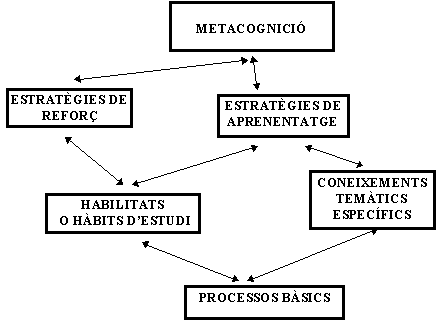 METACOGNICIÓ
ESTRATÈGIES DE
REFORÇ
ESTRATÈGIES DE
APRENENTATGE
HABILITATS
O HÀBITS D'ESTUDI
CONEIXEMENTS
TEMÀTICS
ESPECÍFICS
PROCESSOS BÀSICS